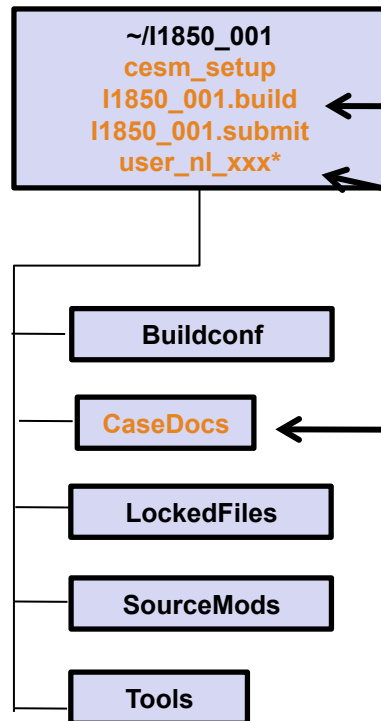 ~/I1850_001
cesm_setup
I1850_001.build
I1850_001.submit
user_nl_xxx*
Buildconf
CaseDocs
LockedFiles
SourceMods
Tools